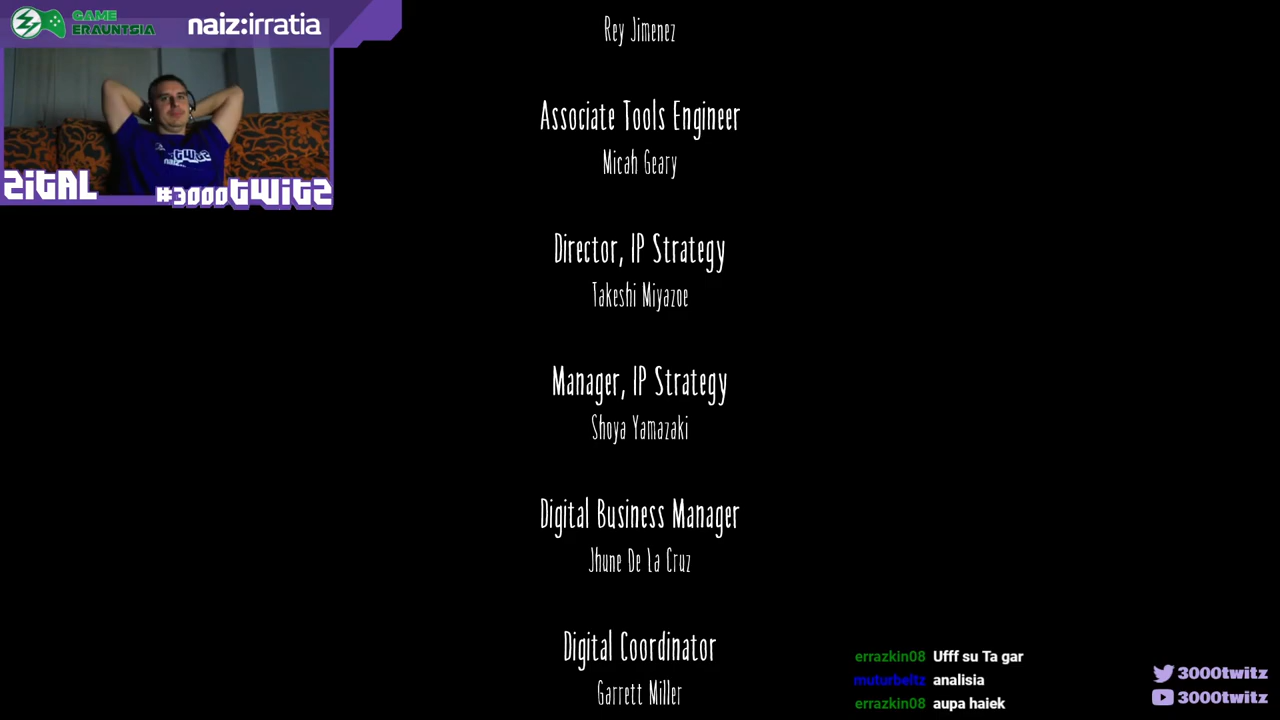 GAME
ERAUNTSIA
naiz:irratia
ZITAL
#3000TWITZ
Rey Jimenez
Associate Tools Engineer
Micah Geary
Director, IP Strategy
Takeshi Miyazoe
Manager, IP Strategy
Shoya Yamazaki
Digital Business Manager
Jhune De La Cruz
Digital Coordinator
Garrett Miller
errazkin08 Ufff su Ta gar
muturbeltz analisia
errazkin08 aupa haiek
3000twitz
3000twitz